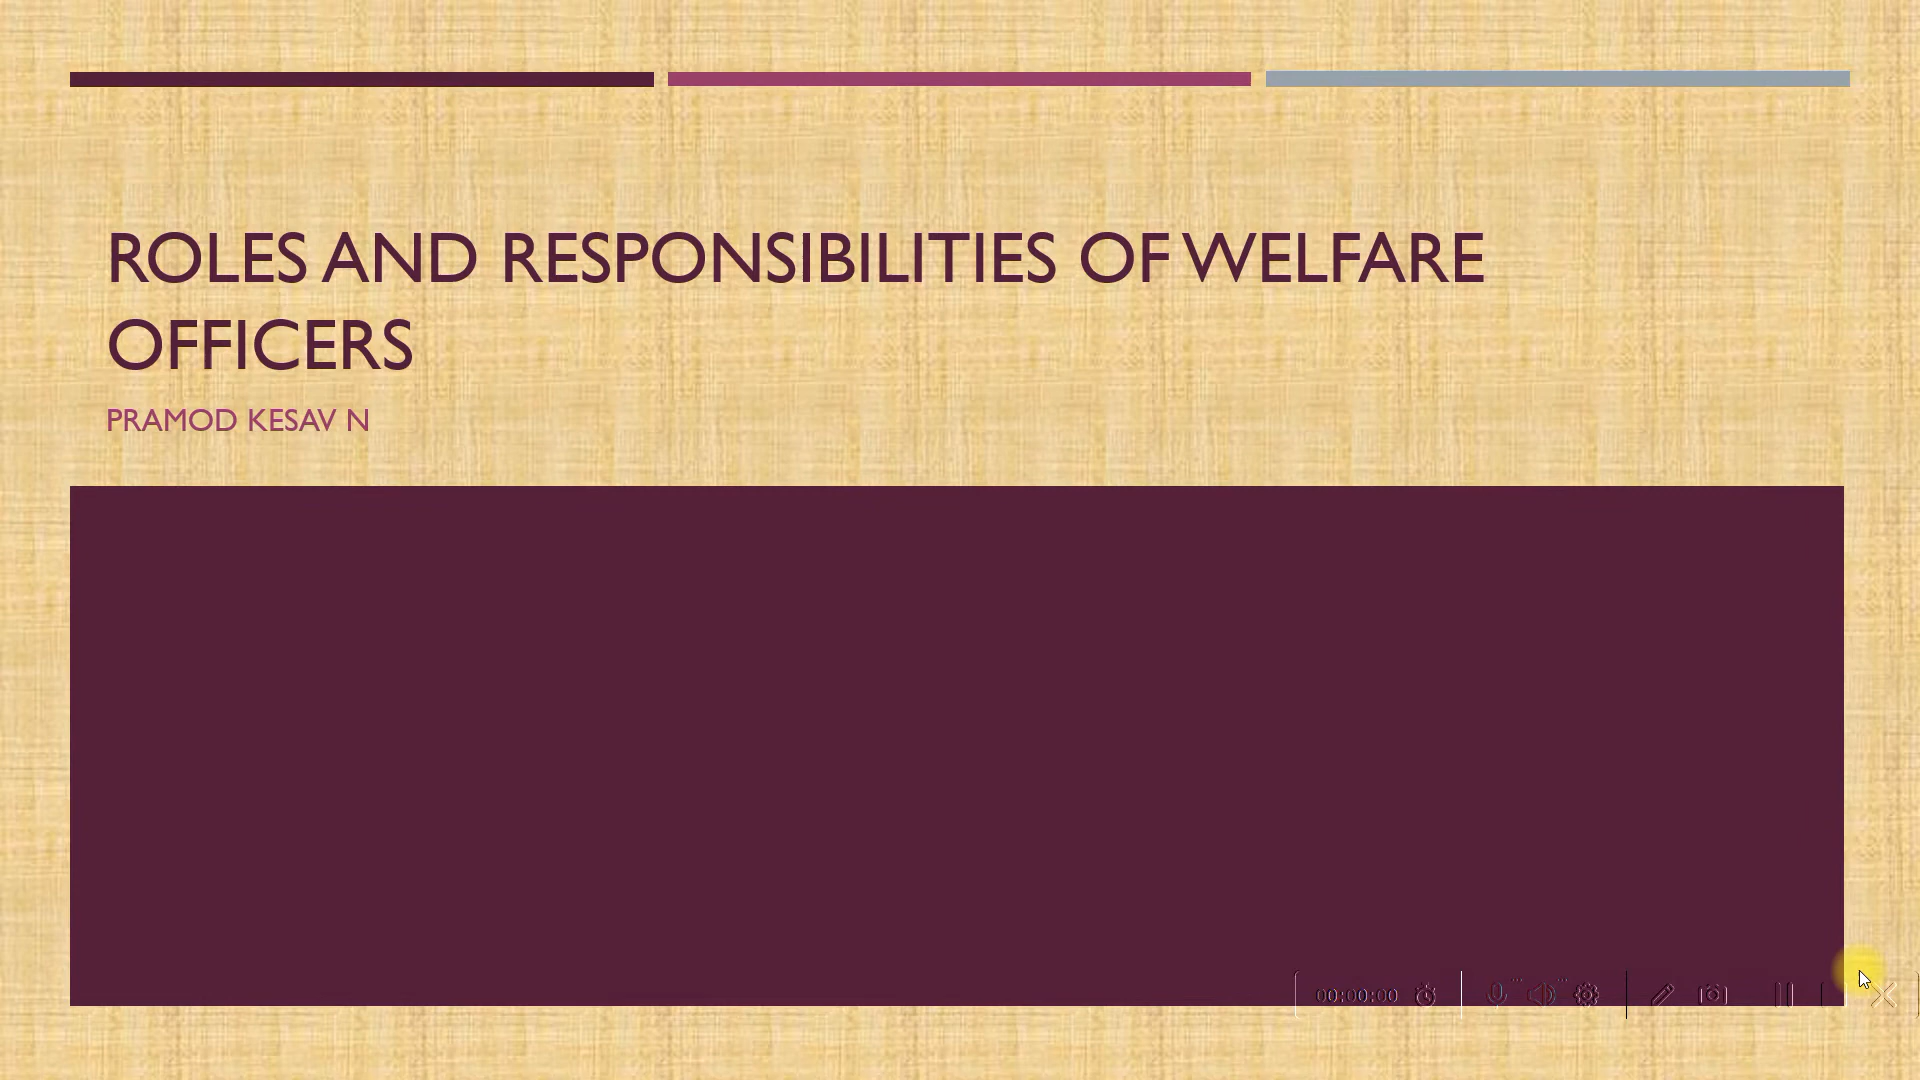 ROLES AND RESPONSIBILITIES OF WELFARE
OFFICERS
PRAMOD KESAV N
00:00:00